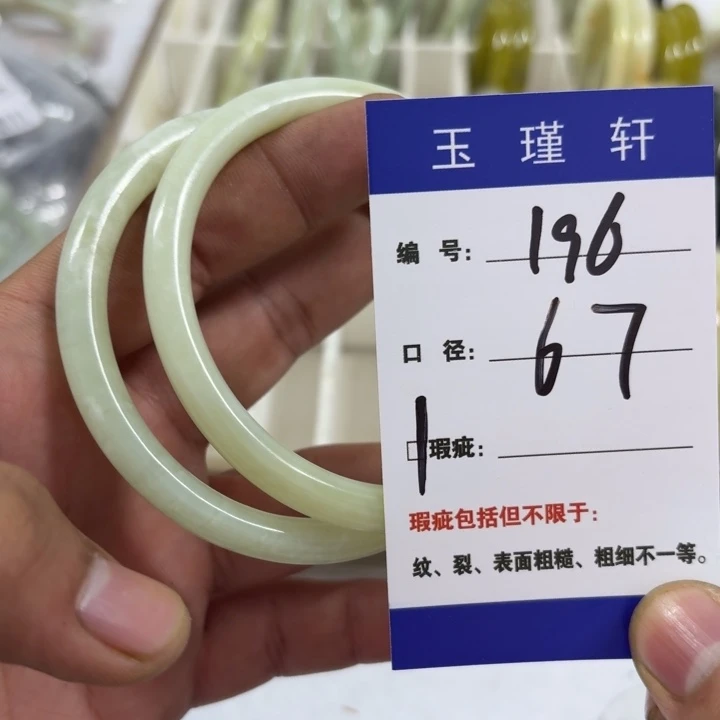 玉瑾轩
编号: 196
口径: 67
□瑕疵:
瑕疵包括但不限于:
纹、裂、表面粗糙、粗细不一等。